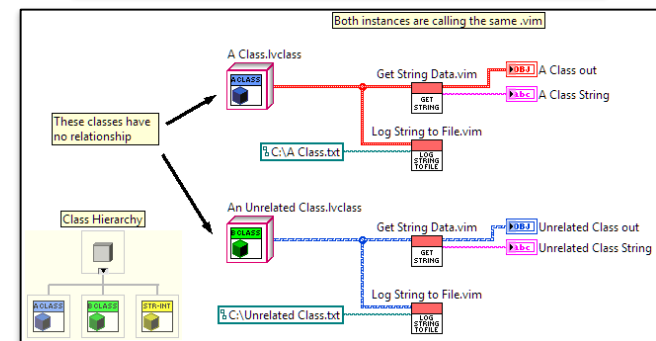 Both instances are calling the same .vim
A Class.lvclass
A CLASS
Get String Data.vim
GET
STRING
OBJ
A Class out
Abc
A Class String
These classes have
no relationship
Log String to File.vim
C:\A Class.txt
LOG
STRING
TO FILE
An Unrelated Class.lvclass
B CLASS
Class Hierarchy
Get String Data.vim
GET
STRING
OBJ
Unrelated Class out
Abc
Unrelated Class String
Log String to File.vim
A CLASS
B CLASS
STR-INT
C:\Unrelated Class.txt
LOG
STRING
TO FILE